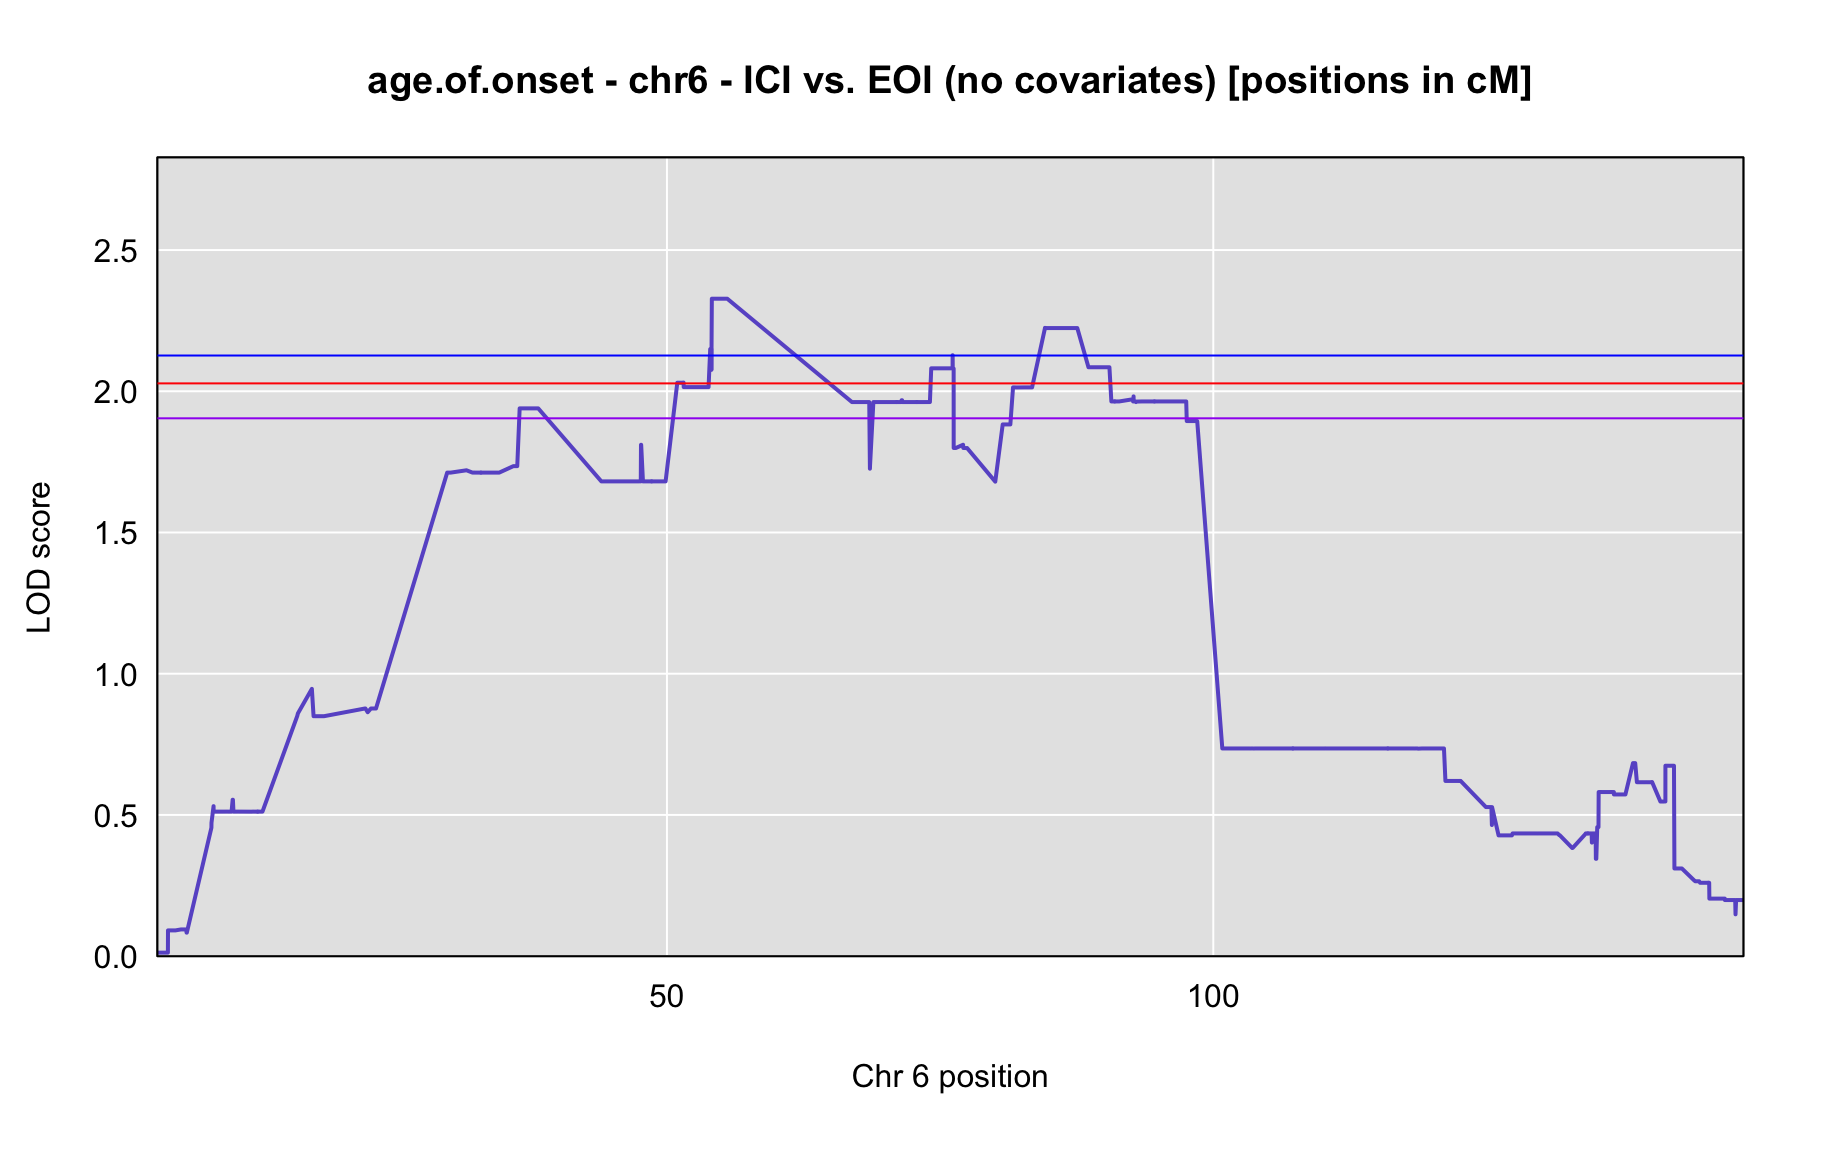 age.of.onset - chr6 - ICI vs. EOI (no covariates) [positions in cM]
2.5
2.0
1.5
1.0
0.5
0.0
LOD score
50 100
Chr 6 position